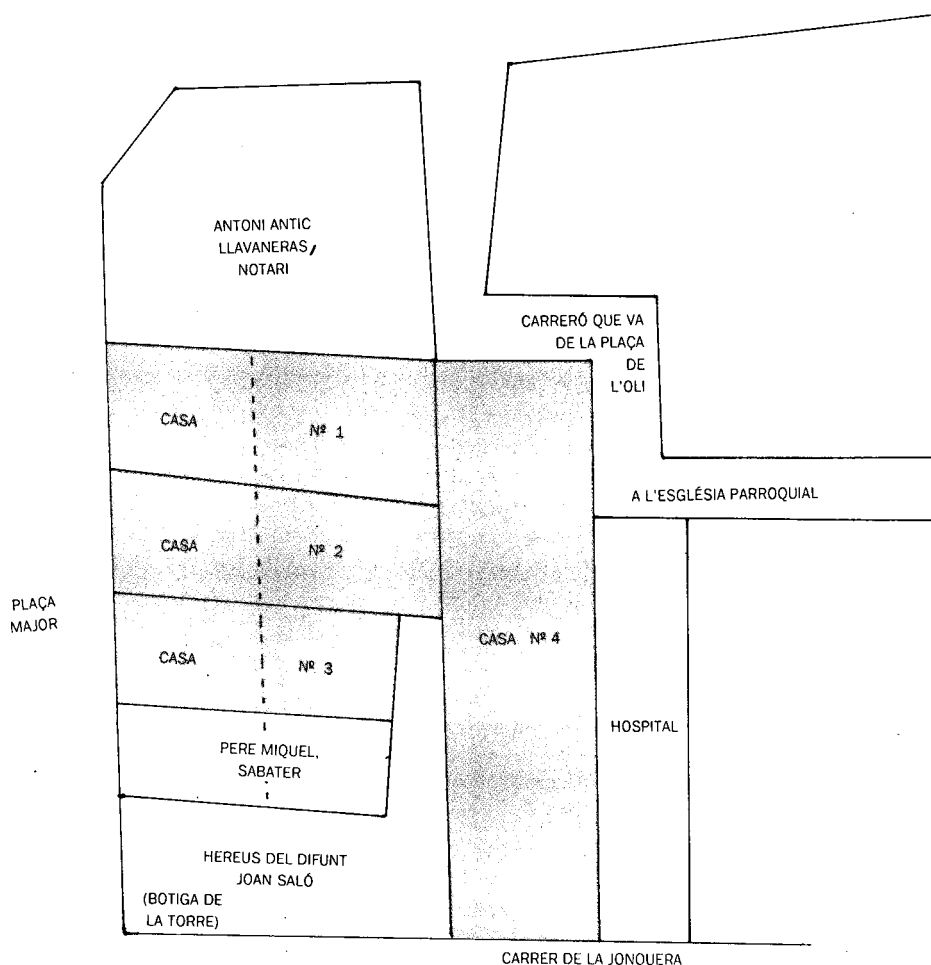 ANTONI ANTIC
LLAVANERAS,
NOTARI
CARRERÓ QUE VA
DE LA PLAÇA
DE
L'OLI
CASA Nº 1
A L'ESGLÉSIA PARROQUIAL
CASA Nº 2
PLAÇA
MAJOR
CASA Nº 3
CASA Nº 4
HOSPITAL
PERE MIQUEL,
SABATER
HEREUS DEL DIFUNT
JOAN SALÓ
(BOTIGA DE
LA TORRE)
CARRER DE LA JONQUERA